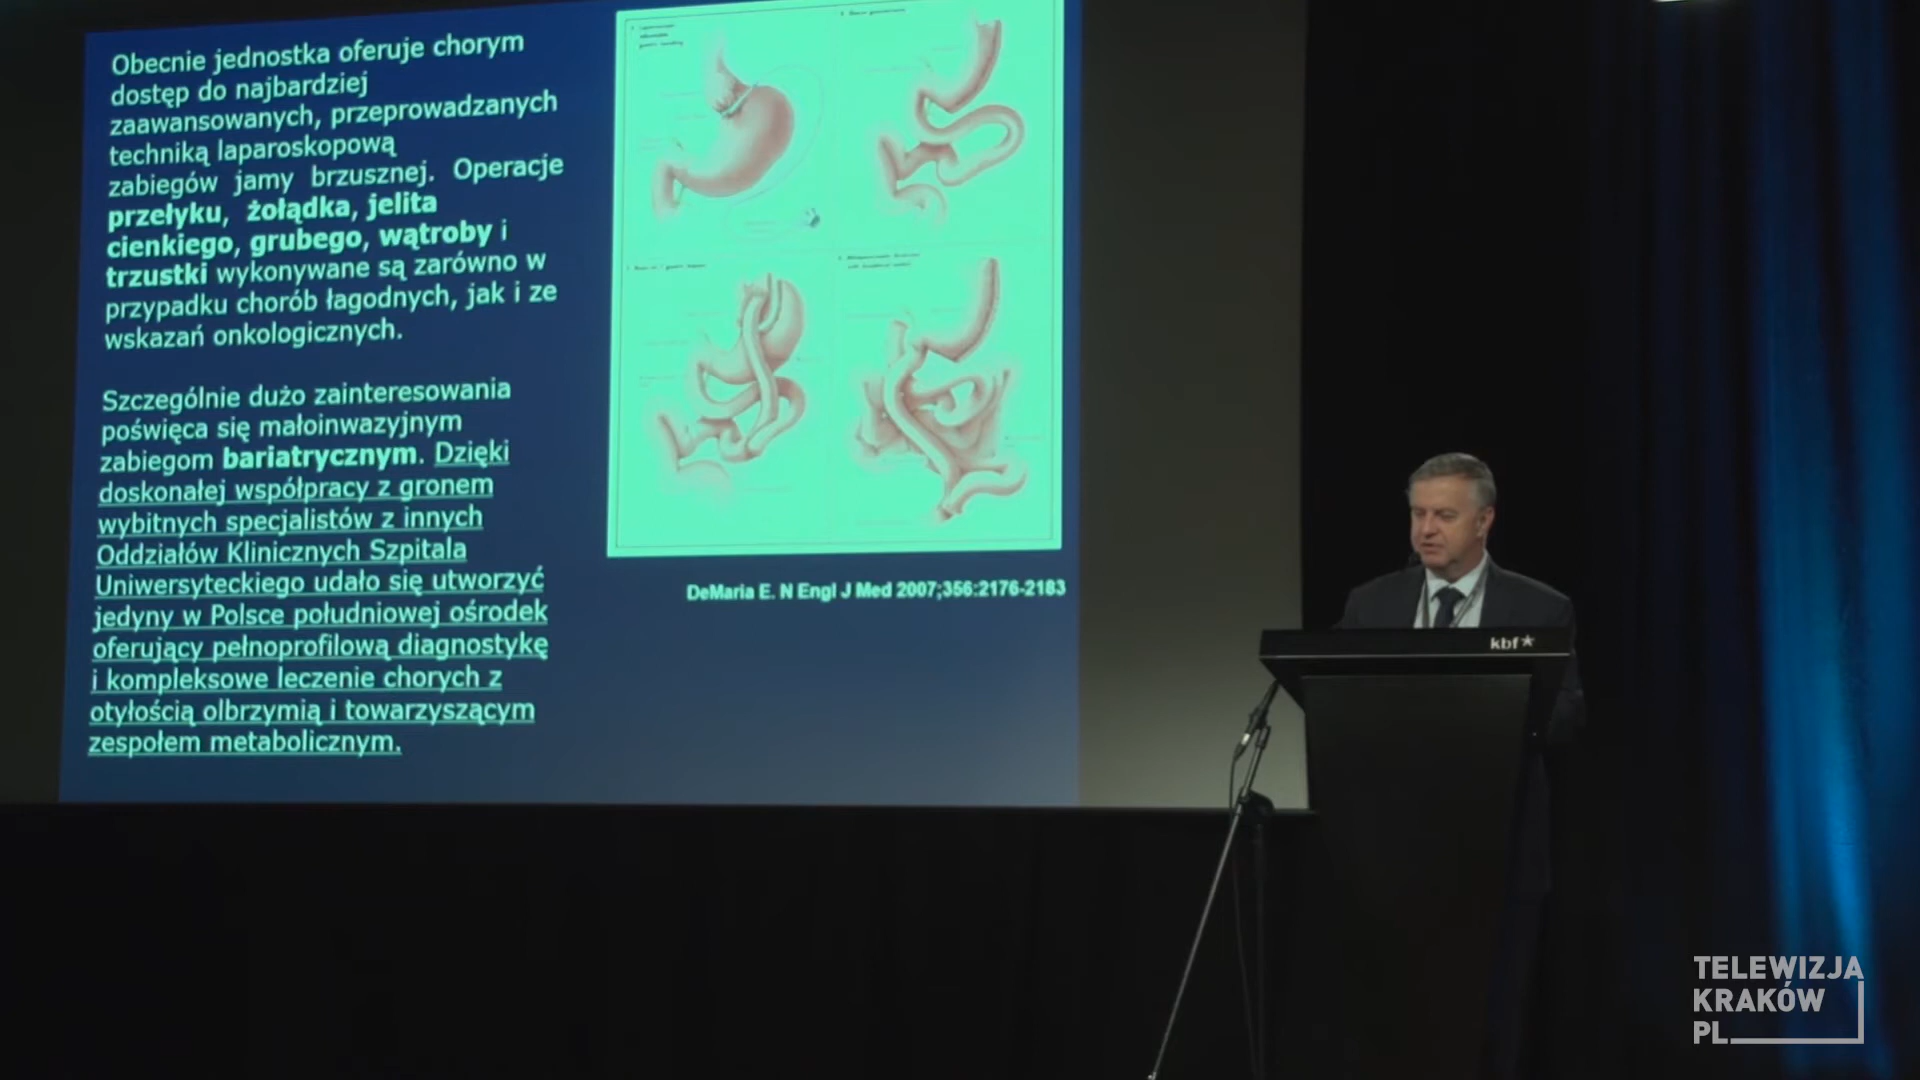 Obecnie jednostka oferuje chorym
dostęp do najbardziej
zaawansowanych, przeprowadzanych
techniką laparoskopową
zabiegów jamy brzusznej. Operacje
przełyku, żołądka, jelita
cienkiego, grubego, wątroby i
trzustki wykonywane są zarówno w
przypadku chorób łagodnych, jak i ze
wskazań onkologicznych.
Szczególnie dużo zainteresowania
poświęca się małoinwazyjnym
zabiegom bariatrycznym. Dzięki
doskonałej współpracy z gronem
wybitnych specjalistów z innych
Oddziałów Klinicznych Szpitala
Uniwersyteckiego udało się utworzyć
jedyny w Polsce południowej ośrodek
oferujący pełnoprofilową diagnostykę
i kompleksowe leczenie chorych z
otyłością olbrzymią i towarzyszącym
zespołem metabolicznym.
DeMaria E. N Engl J Med 2007;356:2176-2183
kbf*
TELEWIZJA
KRAKÓW
PL